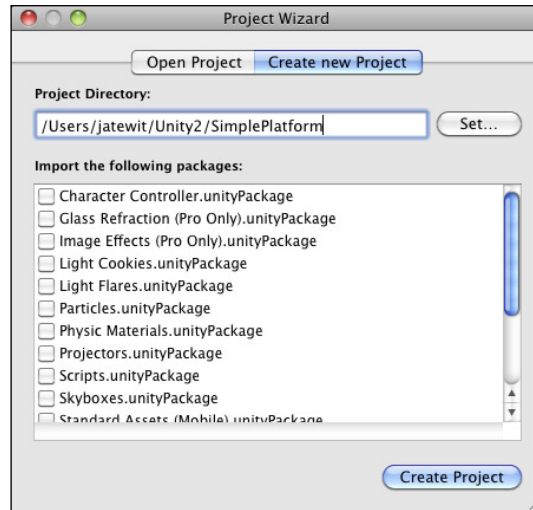 Project Wizard
Open Project Create new Project
Project Directory:
/Users/jatewit/Unity2/SimplePlatform Set...
Import the following packages:
Character Controller.unityPackage
Glass Refraction (Pro Only).unityPackage
Image Effects (Pro Only).unityPackage
Light Cookies.unityPackage
Light Flares.unityPackage
Particles.unityPackage
Physic Materials.unityPackage
Projectors.unityPackage
Scripts.unityPackage
Skyboxes.unityPackage
Standard Assets (Mobile).unityPackage
Create Project